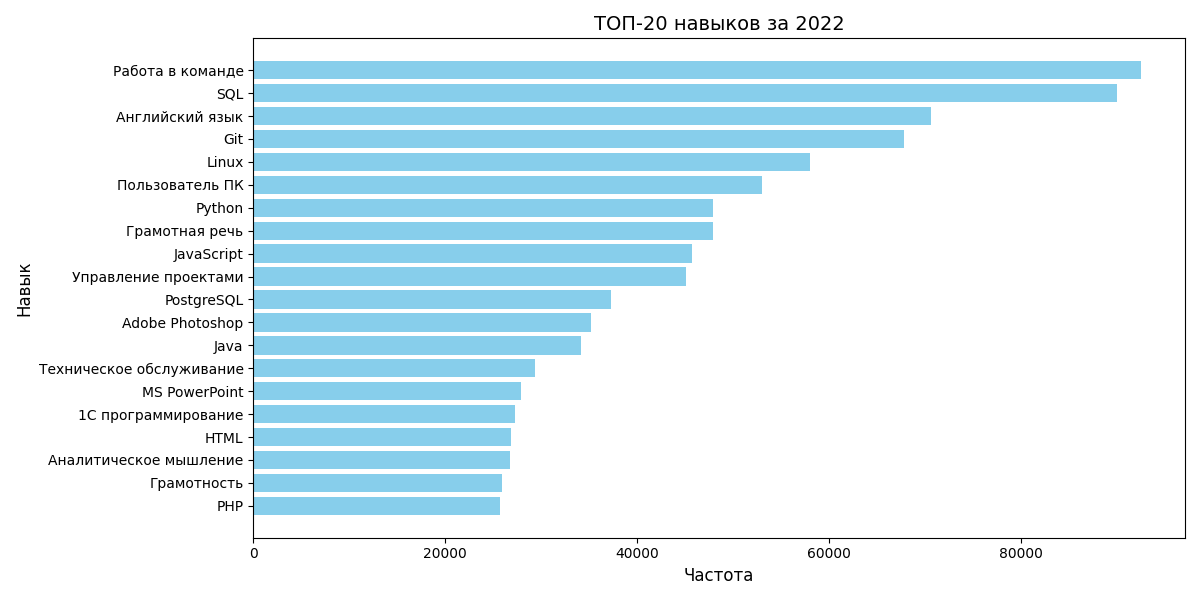 ТОП-20 навыков за 2022
Навык
Работа в команде
SQL
Английский язык
Git
Linux
Пользователь ПК
Python
Грамотная речь
JavaScript
Управление проектами
PostgreSQL
Adobe Photoshop
Java
Техническое обслуживание
MS PowerPoint
1С программирование
HTML
Аналитическое мышление
Грамотность
PHP
0 20000 40000 60000 80000
Частота